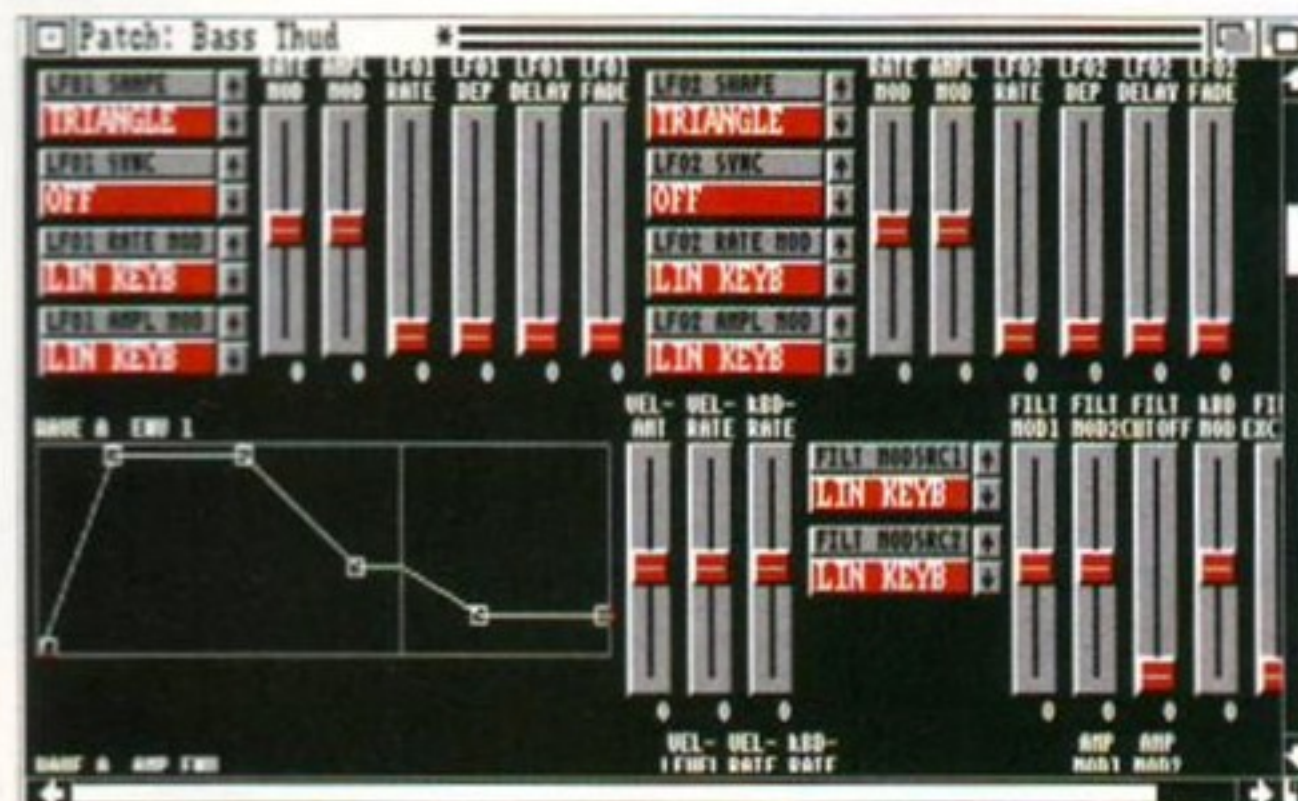 Patch: Bass Thud *
LFO1 SHAPE
TRIANGLE
LFO1 SYNC
OFF
LFO1 RATE MOD
LIN KEYB
LFO1 AMPL MOD
LIN KEYB
RATE MOD
AMPL MOD
LFO1 RATE
LFO1 DEP
LFO1 DELAY
LFO1 FADE
0 0 0 0 0 0
LFO2 SHAPE
TRIANGLE
LFO2 SYNC
OFF
LFO2 RATE MOD
LIN KEYB
LFO2 AMPL MOD
LIN KEYB
RATE MOD
AMPL MOD
LFO2 RATE
LFO2 DEP
LFO2 DELAY
LFO2 FADE
0 0 0 0 0 0
WAVE A ENV 1
VEL- AMT
VEL- RATE
KBD- RATE
0 0 0
FILT MODSRC1
LIN KEYB
FILT MODSRC2
LIN KEYB
FILT MOD1
FILT MOD2
FILT CUTOFF
KBD MOD
FI
EXC
0 0 0 0
WAVE A AMP ENV
VEL- LEVEL
VEL- RATE
KBD- RATE
AMP MOD1
AMP MOD2